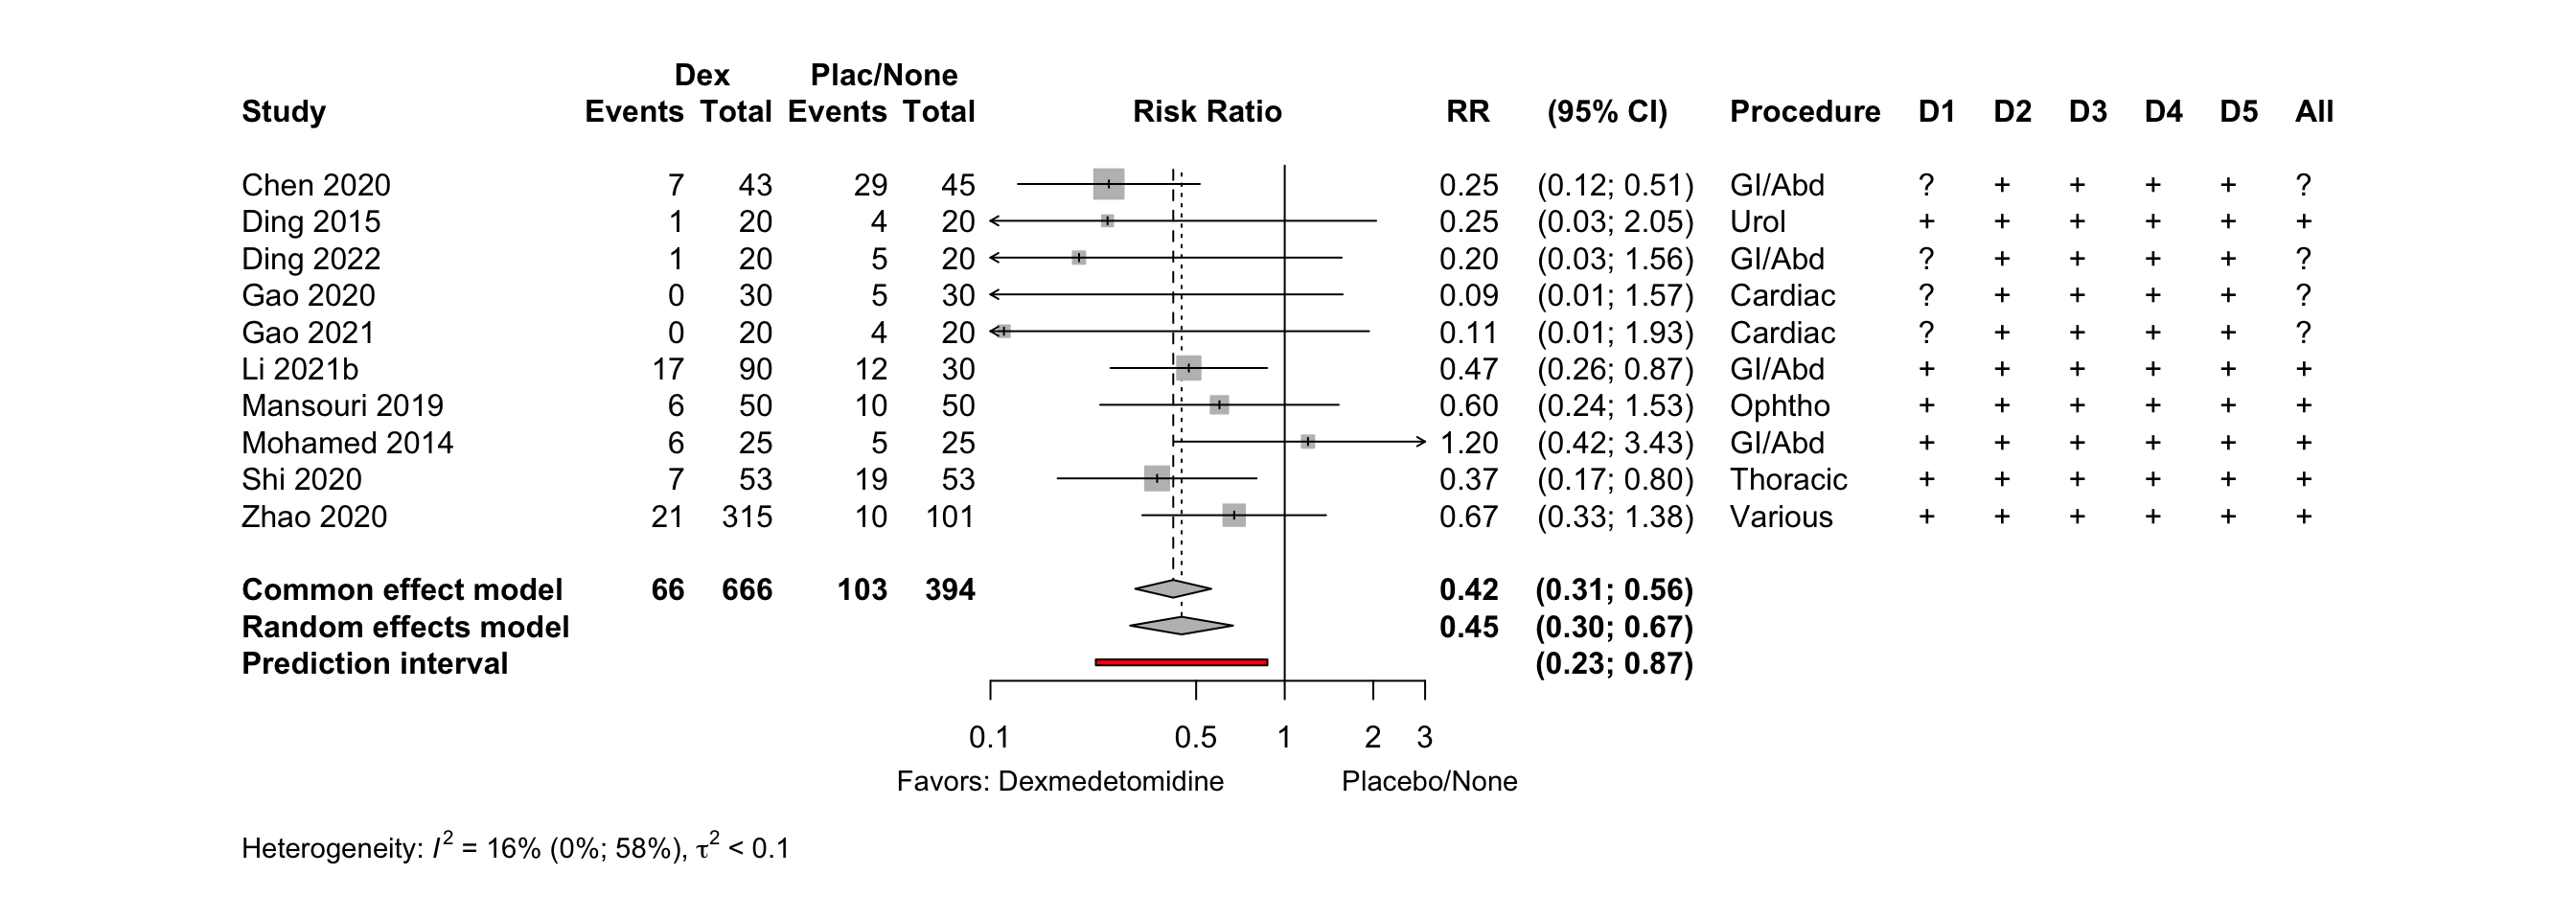 Dex Plac/None
Study Events Total Events Total Risk Ratio RR (95% CI) Procedure D1 D2 D3 D4 D5 All
Chen 2020 7 43 29 45 0.25 (0.12; 0.51) GI/Abd ? + + + + ?
Ding 2015 1 20 4 20 0.25 (0.03; 2.05) Urol + + + + + +
Ding 2022 1 20 5 20 0.20 (0.03; 1.56) GI/Abd ? + + + + ?
Gao 2020 0 30 5 30 0.09 (0.01; 1.57) Cardiac ? + + + + ?
Gao 2021 0 20 4 20 0.11 (0.01; 1.93) Cardiac ? + + + + ?
Li 2021b 17 90 12 30 0.47 (0.26; 0.87) GI/Abd + + + + + +
Mansouri 2019 6 50 10 50 0.60 (0.24; 1.53) Ophtho + + + + + +
Mohamed 2014 6 25 5 25 1.20 (0.42; 3.43) GI/Abd + + + + + +
Shi 2020 7 53 19 53 0.37 (0.17; 0.80) Thoracic + + + + + +
Zhao 2020 21 315 10 101 0.67 (0.33; 1.38) Various + + + + + +
Common effect model 66 666 103 394 0.42 (0.31; 0.56)
Random effects model 0.45 (0.30; 0.67)
Prediction interval (0.23; 0.87)
0.1 0.5 1 2 3
Favors: Dexmedetomidine Placebo/None
Heterogeneity: I² = 16% (0%; 58%), τ² < 0.1